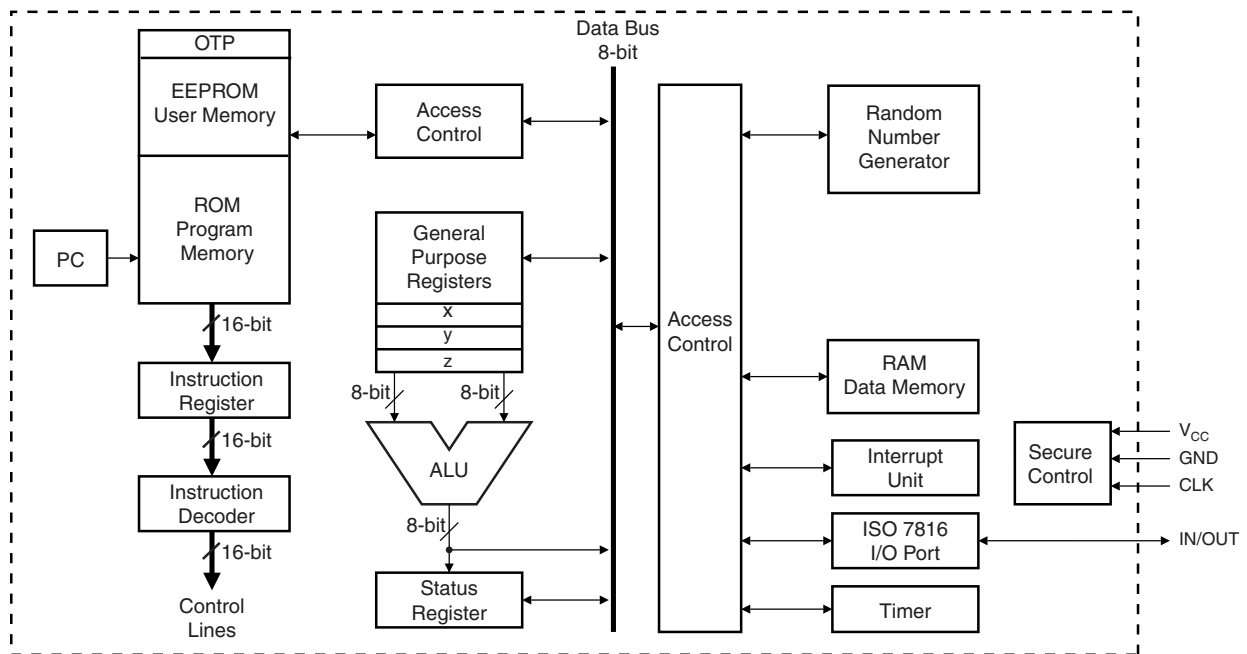 OTP
EEPROM
User Memory
ROM
Program
Memory
PC
16-bit
Instruction
Register
16-bit
Instruction
Decoder
16-bit
Control
Lines
Access
Control
General
Purpose
Registers
x
y
z
8-bit
8-bit
ALU
8-bit
Status
Register
Data Bus
8-bit
Access
Control
Random
Number
Generator
RAM
Data Memory
Interrupt
Unit
ISO 7816
I/O Port
Timer
Secure
Control
VCC
GND
CLK
IN/OUT